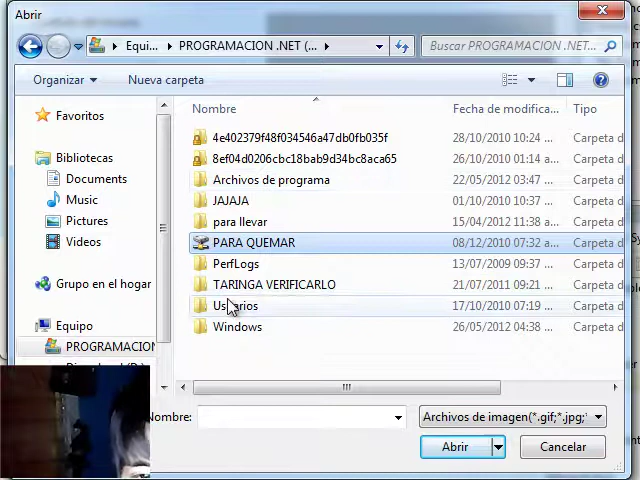 Abrir
Equi... ▸ PROGRAMACION .NET (... ▸
Buscar PROGRAMACION .NET...
Organizar
Nueva carpeta
Nombre
Fecha de modifica...
Tipo
Favoritos
Bibliotecas
Documents
Music
Pictures
Videos
Grupo en el hogar
Equipo
PROGRAMACION
4e402379f48f034546a47db0fb035f 28/10/2010 10:24 ... Carpeta d
8ef04d0206cbc18bab9d34bc8aca65 26/10/2010 01:14 ... Carpeta d
Archivos de programa 22/05/2012 03:47 ... Carpeta d
JAJAJA 01/10/2010 10:37 ... Carpeta d
para llevar 15/04/2012 11:38 ... Carpeta d
PARA QUEMAR 08/12/2010 07:32 ... Carpeta d
PerfLogs 13/07/2009 09:37 ... Carpeta d
TARINGA VERIFICARLO 21/07/2011 09:21 ... Carpeta d
Usuarios 17/10/2010 07:19 ... Carpeta d
Windows 26/05/2012 04:38 ... Carpeta d
Nombre:
Archivos de imagen(*.gif;*.jpg;*
Abrir
Cancelar